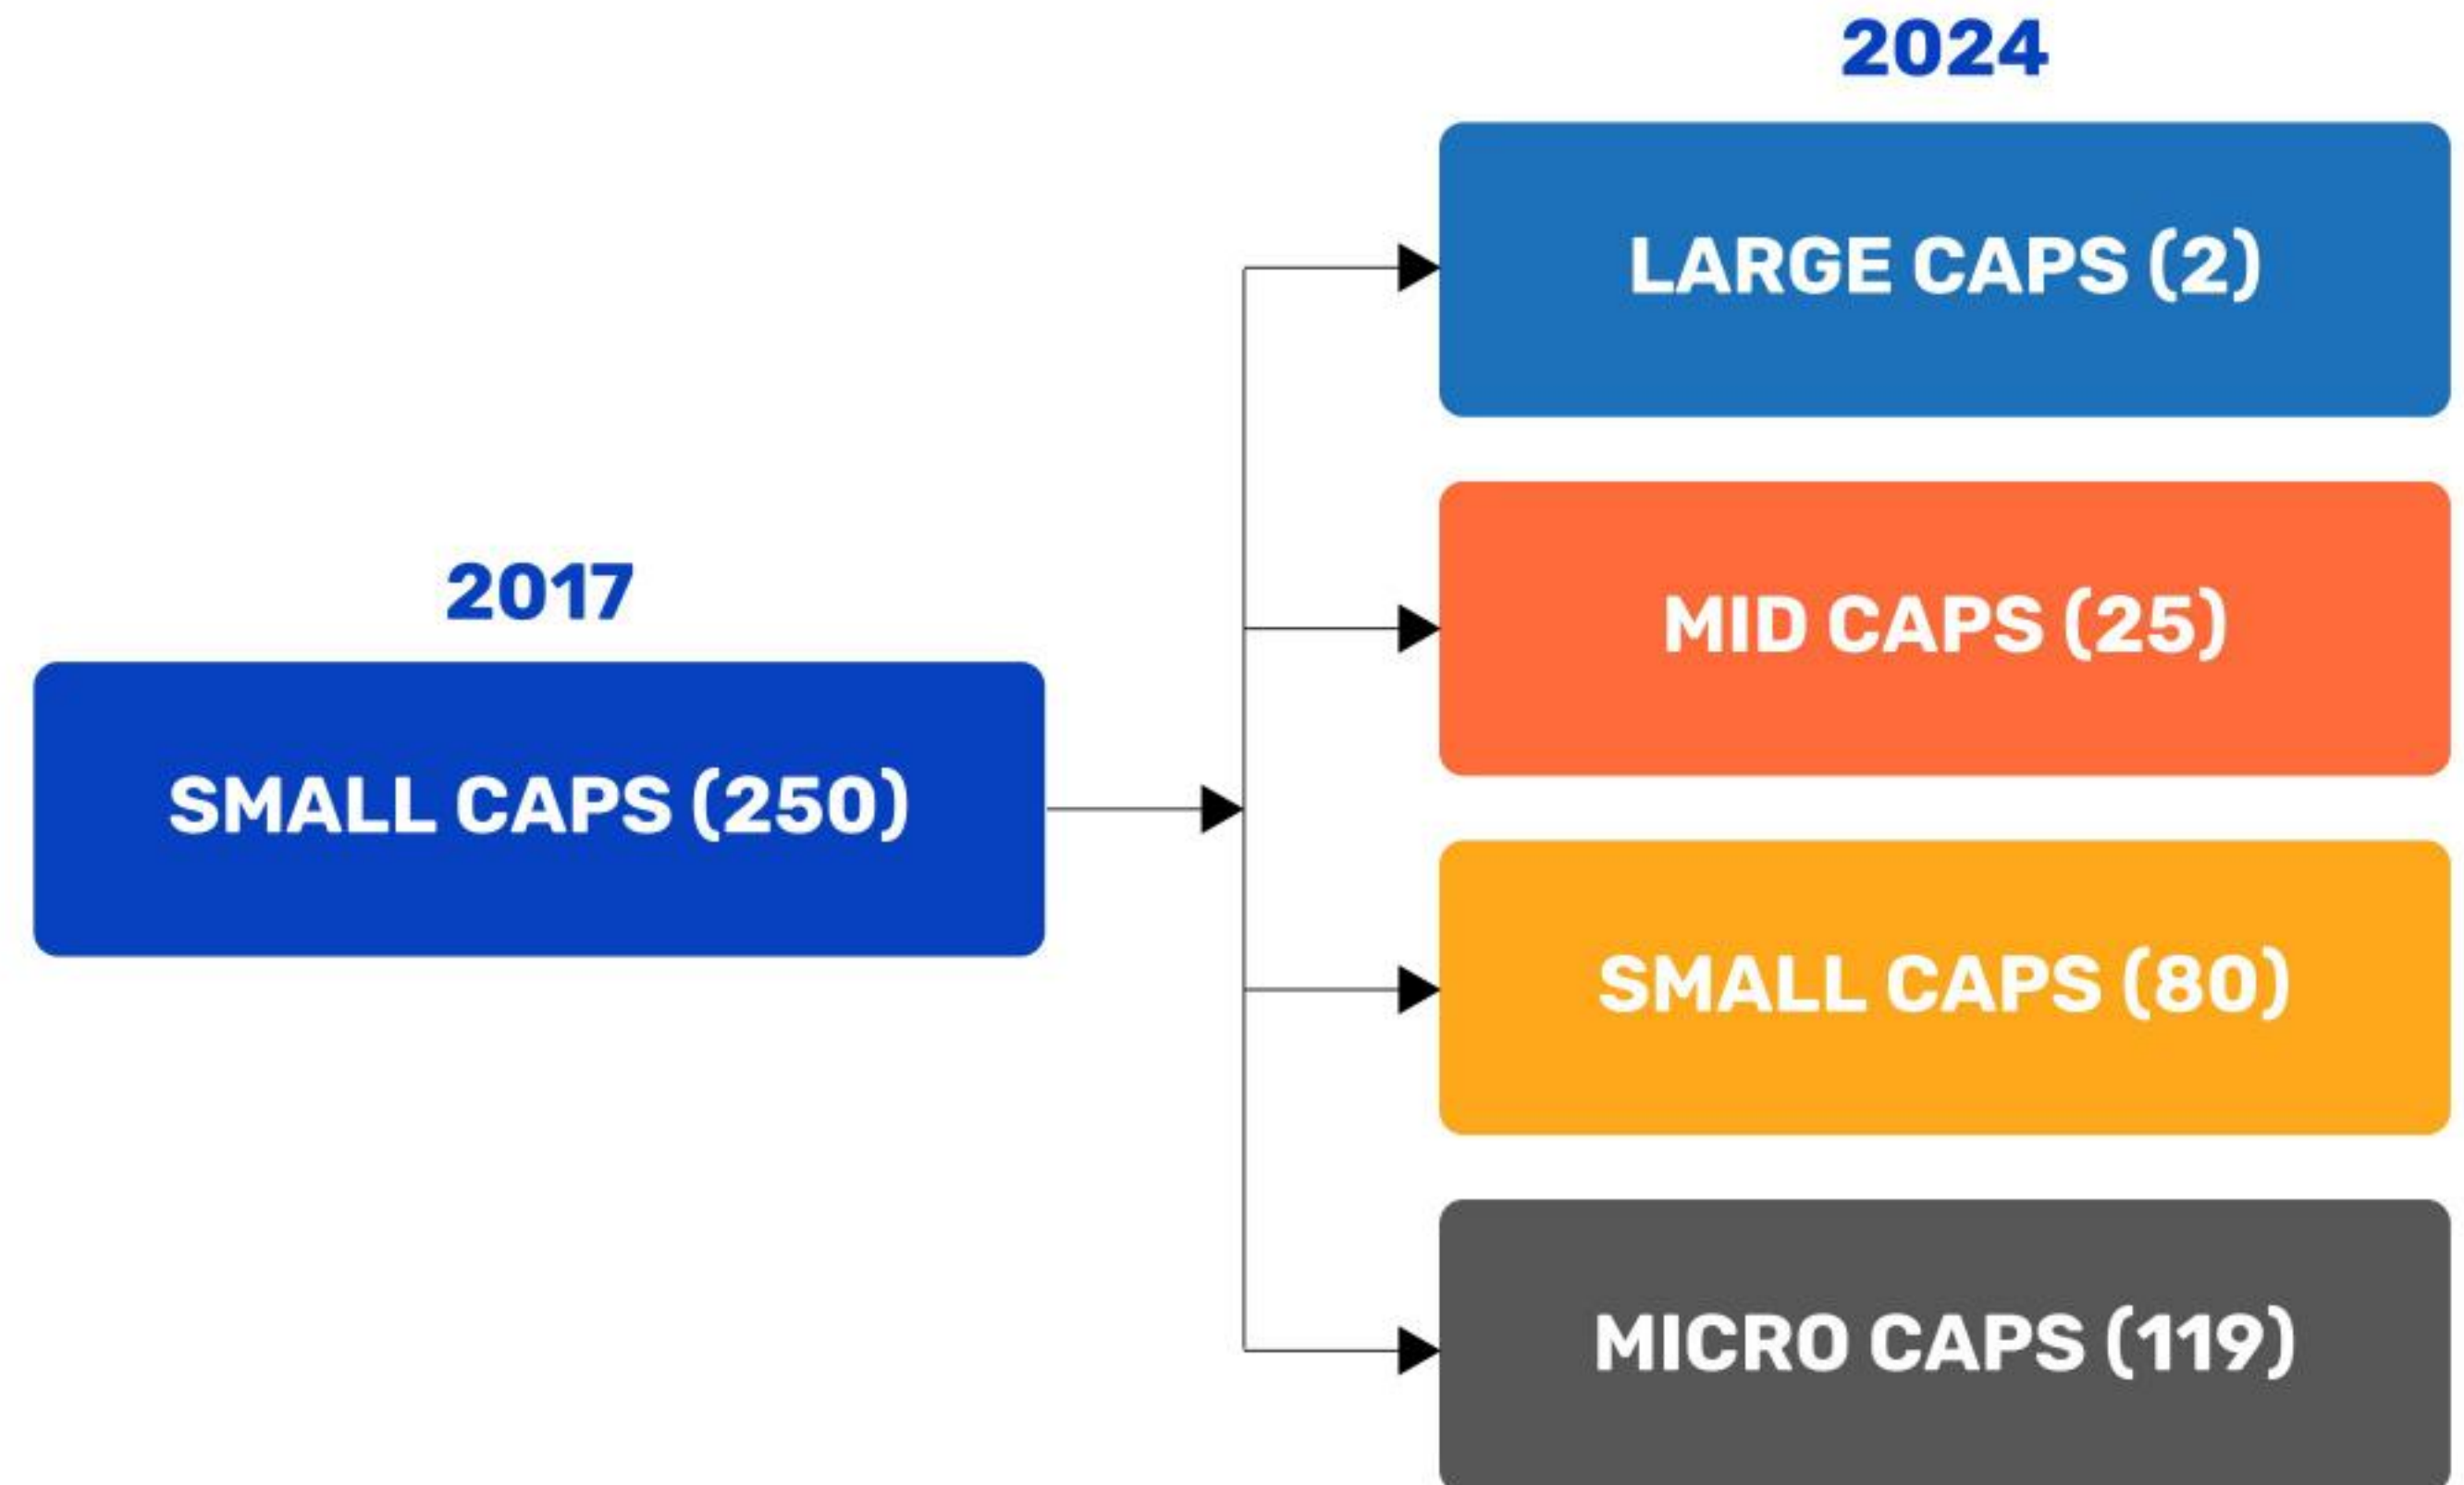 2024
LARGE CAPS (2)
MID CAPS (25)
2017
SMALL CAPS (250)
SMALL CAPS (80)
MICRO CAPS (119)